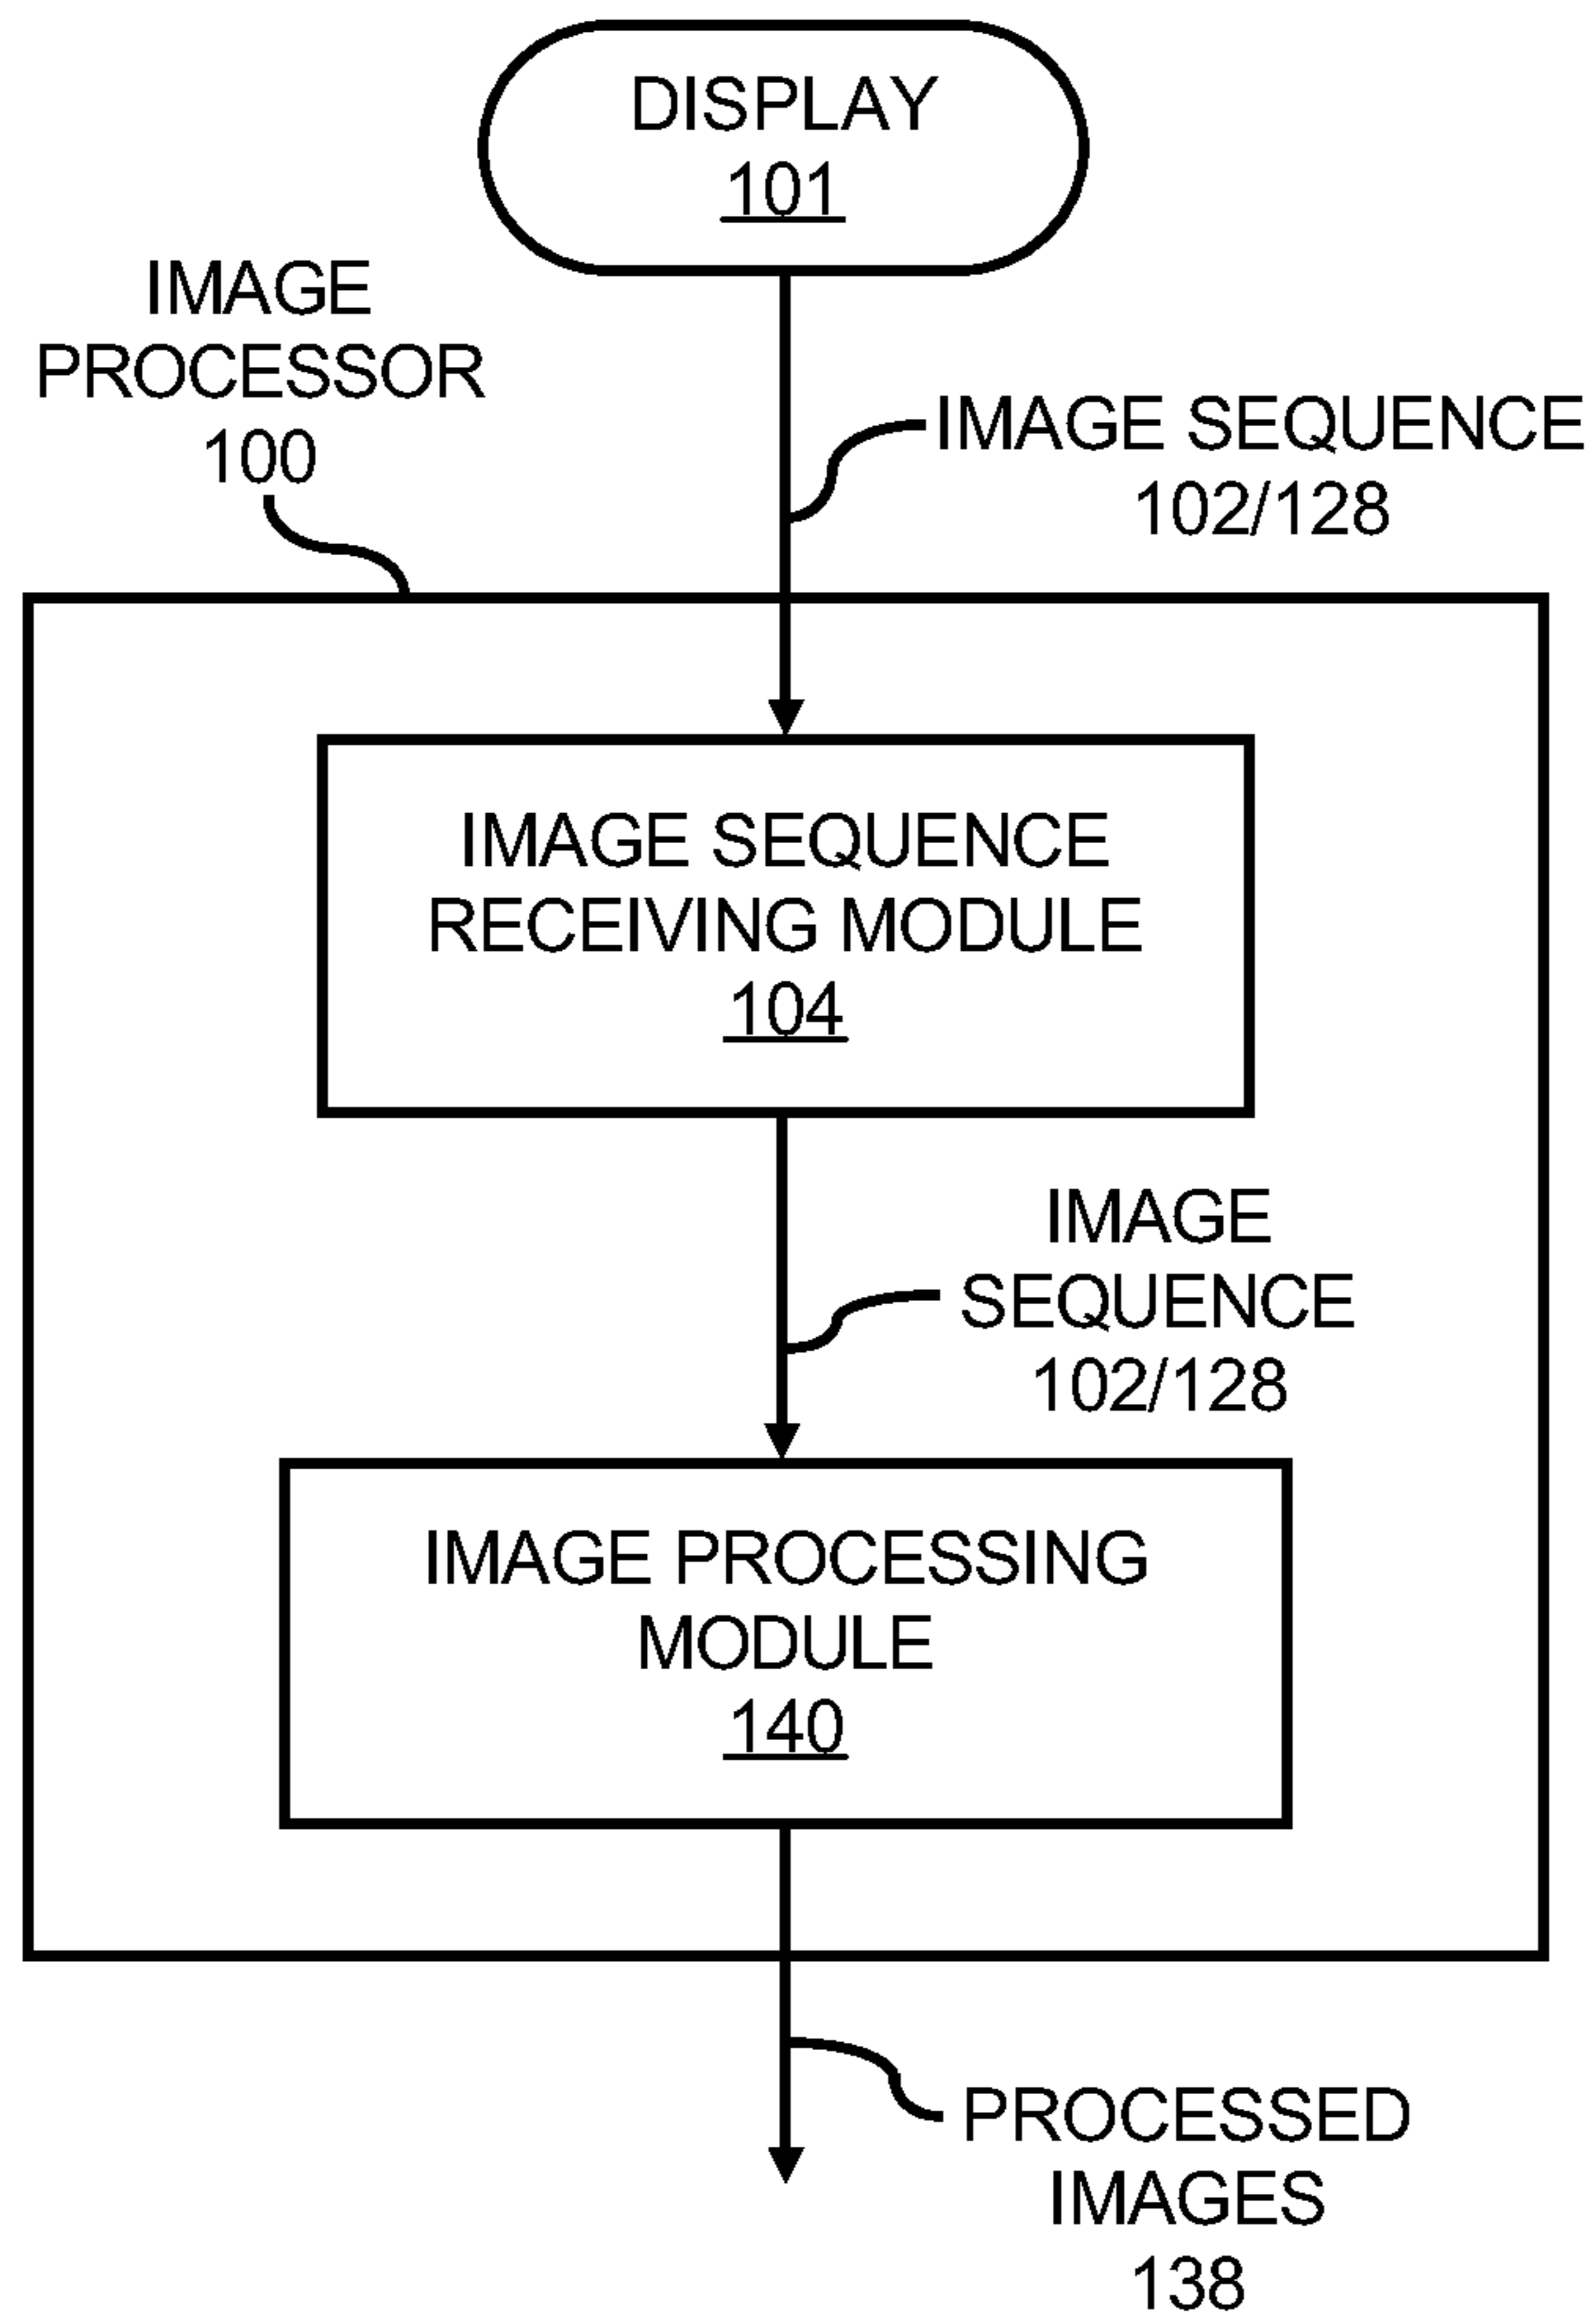 DISPLAY
101
IMAGE
PROCESSOR
100
IMAGE SEQUENCE
102/128
IMAGE SEQUENCE
RECEIVING MODULE
104
IMAGE
SEQUENCE
102/128
IMAGE PROCESSING
MODULE
140
PROCESSED
IMAGES
138